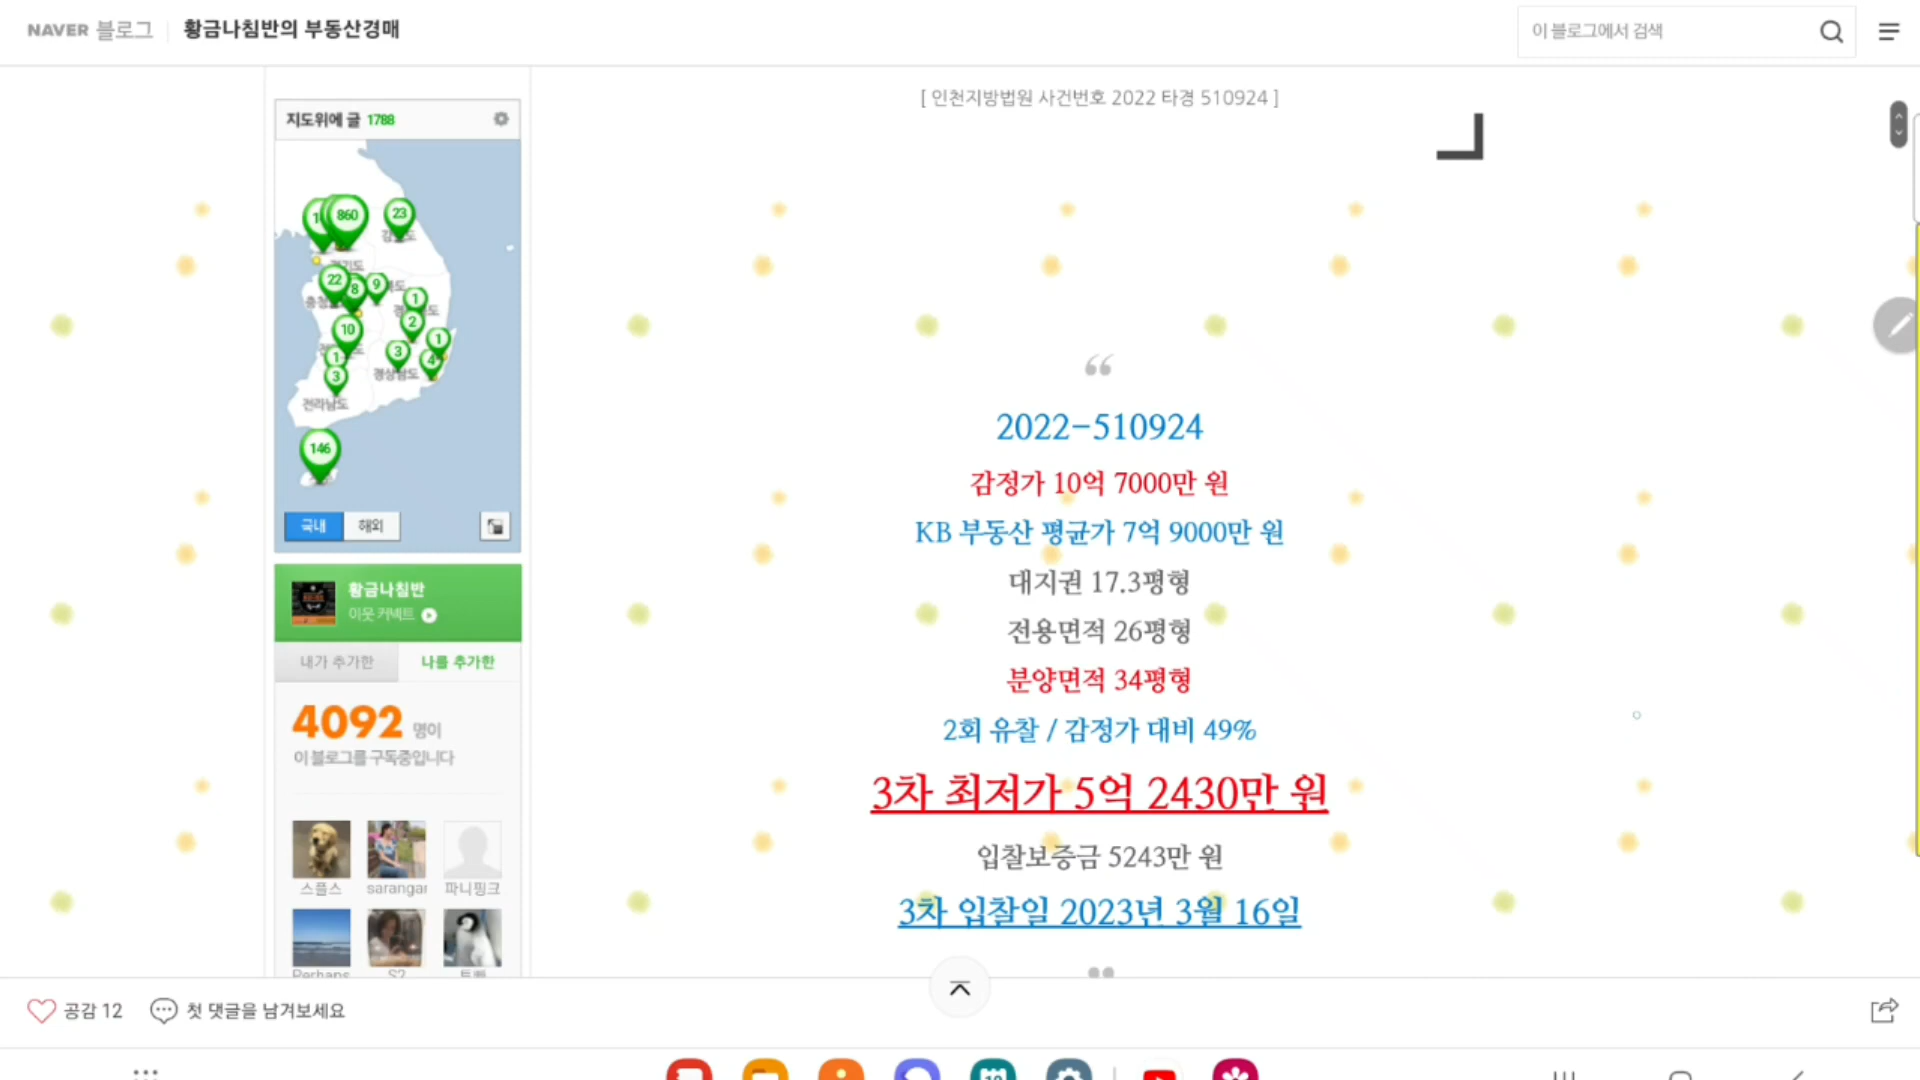 NAVER 블로그 황금나침반의 부동산경매
이 블로그에서 검색
[ 인천지방법원 사건번호 2022 타경 510924 ]
지도위에 글 1788
860
23
22
8
9
1
2
10
1
1
3
4
3
경상남도
전라남도
146
국내 해외
황금나침반
이웃 커넥트
내가 추가한 나를 추가한
4092 명이
이 블로그를 구독중입니다
스플스 sarangar 파니핑크
Perhaps S2
2022-510924
감정가 10억 7000만 원
KB 부동산 평균가 7억 9000만 원
대지권 17.3평형
전용면적 26평형
분양면적 34평형
2회 유찰 / 감정가 대비 49%
3차 최저가 5억 2430만 원
입찰보증금 5243만 원
3차 입찰일 2023년 3월 16일
공감 12 첫 댓글을 남겨보세요